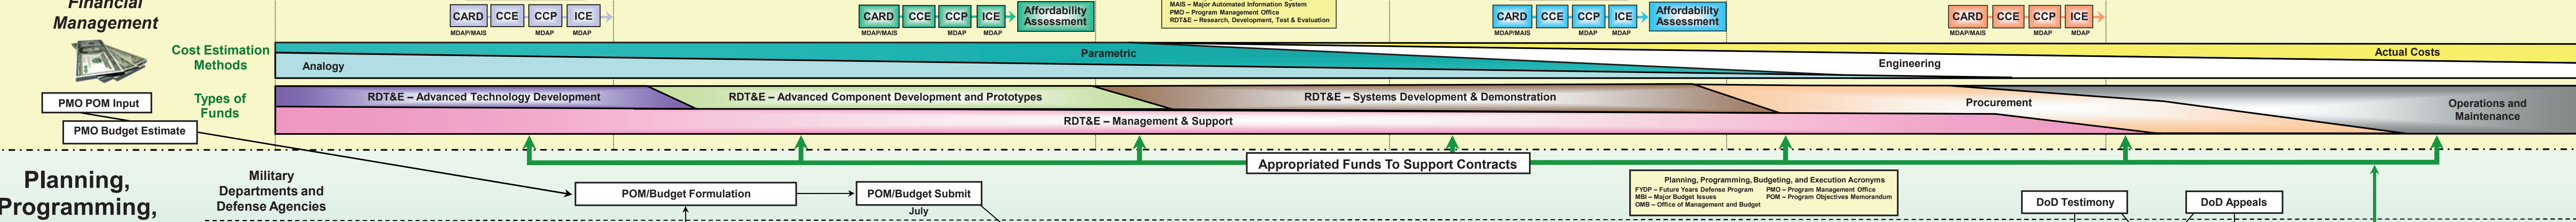 Financial
Management
CARD CCE CCP ICE
MDAP/MAIS MDAP MDAP
CARD CCE CCP ICE
MDAP/MAIS MDAP MDAP
Affordability
Assessment
MAIS – Major Automated Information System
PMO – Program Management Office
RDT&E – Research, Development, Test & Evaluation
CARD CCE CCP ICE
MDAP/MAIS MDAP MDAP
Affordability
Assessment
CARD CCE CCP ICE
MDAP/MAIS MDAP MDAP
Cost Estimation
Methods
Analogy
Parametric
Engineering
Actual Costs
PMO POM Input
PMO Budget Estimate
Types of
Funds
RDT&E – Advanced Technology Development
RDT&E – Advanced Component Development and Prototypes
RDT&E – Systems Development & Demonstration
Procurement
Operations and
Maintenance
RDT&E – Management & Support
Appropriated Funds To Support Contracts
Planning,
Programming,
Military
Departments and
Defense Agencies
POM/Budget Formulation
POM/Budget Submit
July
Planning, Programming, Budgeting, and Execution Acronyms
FYDP – Future Years Defense Program PMO – Program Management Office
MBI – Major Budget Issues POM – Program Objectives Memorandum
OMB – Office of Management and Budget
DoD Testimony
DoD Appeals